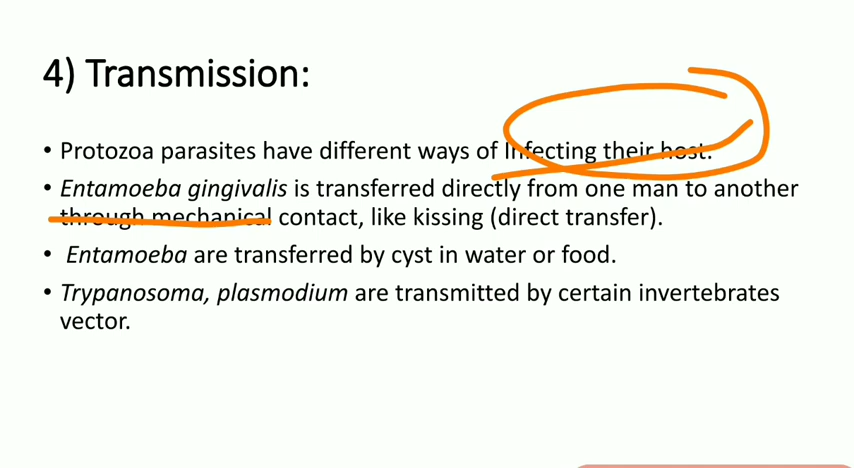 4) Transmission:
• Protozoa parasites have different ways of Infecting their host.
• Entamoeba gingivalis is transferred directly from one man to another
through mechanical contact, like kissing (direct transfer).
• Entamoeba are transferred by cyst in water or food.
• Trypanosoma, plasmodium are transmitted by certain invertebrates
vector.